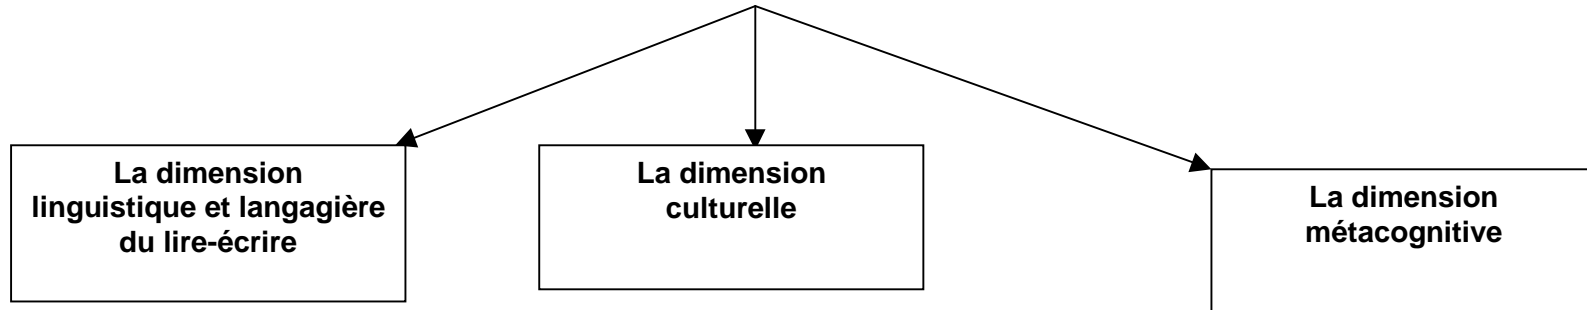 La dimension
linguistique et langagière
du lire-écrire
La dimension
culturelle
La dimension
métacognitive